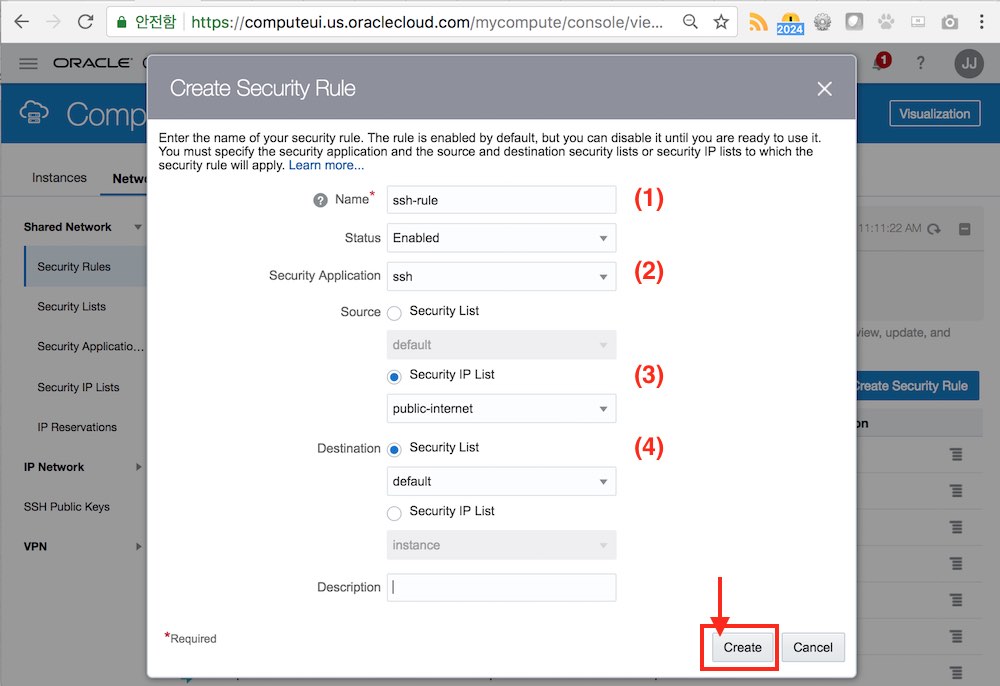 안전함 https://computeui.us.oraclecloud.com/mycompute/console/vie...
2024
ORACLE
1
?
JJ
Comp
Visualization
Instances
Netw
Shared Network
Security Rules
Security Lists
Security Applicatio...
Security IP Lists
IP Reservations
IP Network
SSH Public Keys
VPN
11:11:22 AM
view, update, and
Create Security Rule
on
Create Security Rule
Enter the name of your security rule. The rule is enabled by default, but you can disable it until you are ready to use it.
You must specify the security application and the source and destination security lists or security IP lists to which the
security rule will apply. Learn more...
? Name* ssh-rule (1)
Status Enabled
Security Application ssh (2)
Source Security List
default
Security IP List (3)
public-internet
Destination Security List (4)
default
Security IP List
instance
Description
*Required
Create Cancel